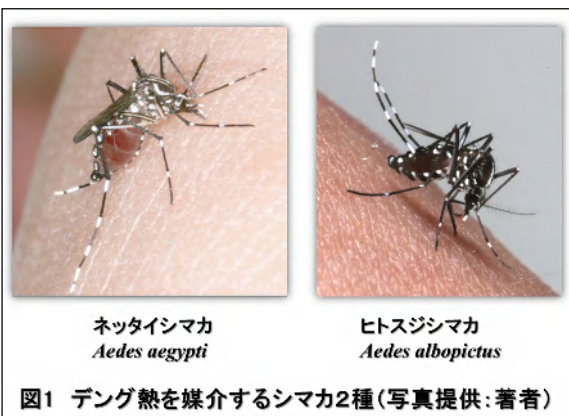 ネッタイシマカ
Aedes aegypti
ヒトスジシマカ
Aedes albopictus
図1 デング熱を媒介するシマカ2種(写真提供:著者)